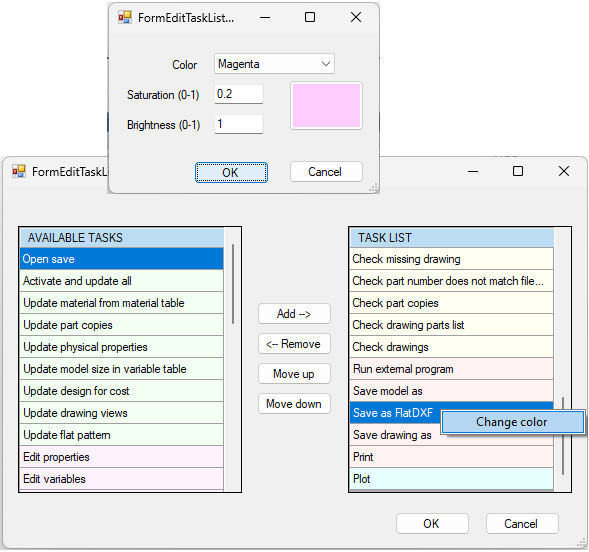 FormEditTaskList...
Color
Magenta
Saturation (0-1)
0.2
Brightness (0-1)
1
OK
Cancel
FormEditTaskLis
AVAILABLE TASKS
Open save
Activate and update all
Update material from material table
Update part copies
Update physical properties
Update model size in variable table
Update design for cost
Update drawing views
Update flat pattern
Edit properties
Edit variables
Add -->
<-- Remove
Move up
Move down
TASK LIST
Check missing drawing
Check part number does not match file...
Check part copies
Check drawing parts list
Check drawings
Run external program
Save model as
Save as FlatDXF
Change color
Save drawing as
Print
Plot
OK
Cancel